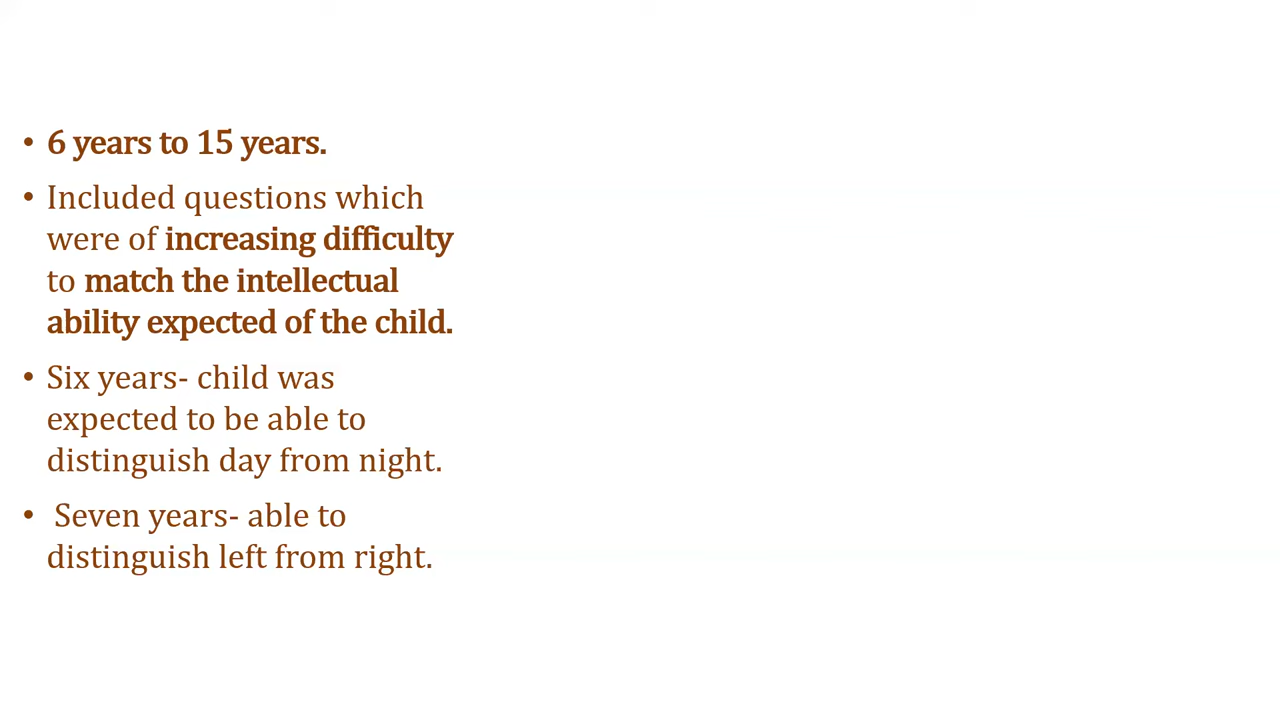 • 6 years to 15 years.
• Included questions which
were of increasing difficulty
to match the intellectual
ability expected of the child.
• Six years- child was
expected to be able to
distinguish day from night.
• Seven years- able to
distinguish left from right.